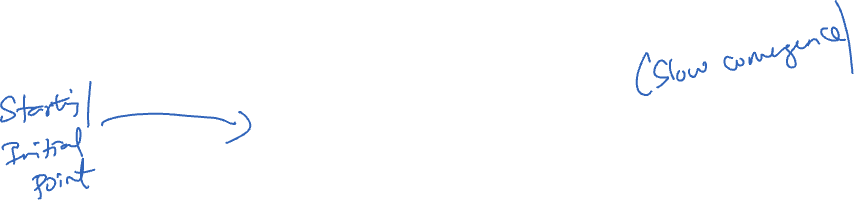 (Slow convergence)
Starting/
Initial
Point